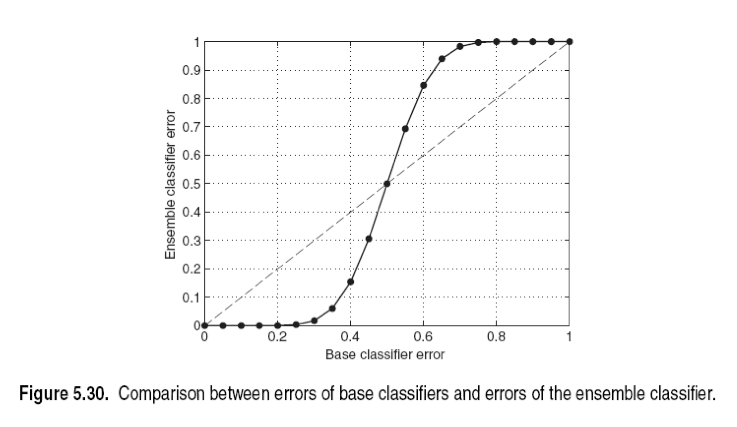 1
0.9
0.8
0.7
0.6
0.5
0.4
0.3
0.2
0.1
0
Ensemble classifier error
0 0.2 0.4 0.6 0.8 1
Base classifier error
Figure 5.30. Comparison between errors of base classifiers and errors of the ensemble classifier.